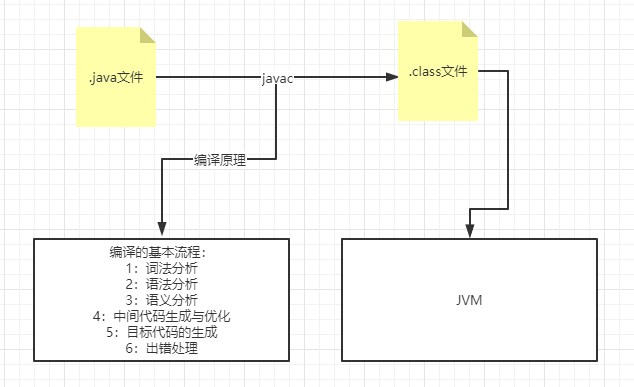 .java文件
javac
.class文件
编译原理
编译的基本流程：
1：词法分析
2：语法分析
3：语义分析
4：中间代码生成与优化
5：目标代码的生成
6：出错处理
JVM